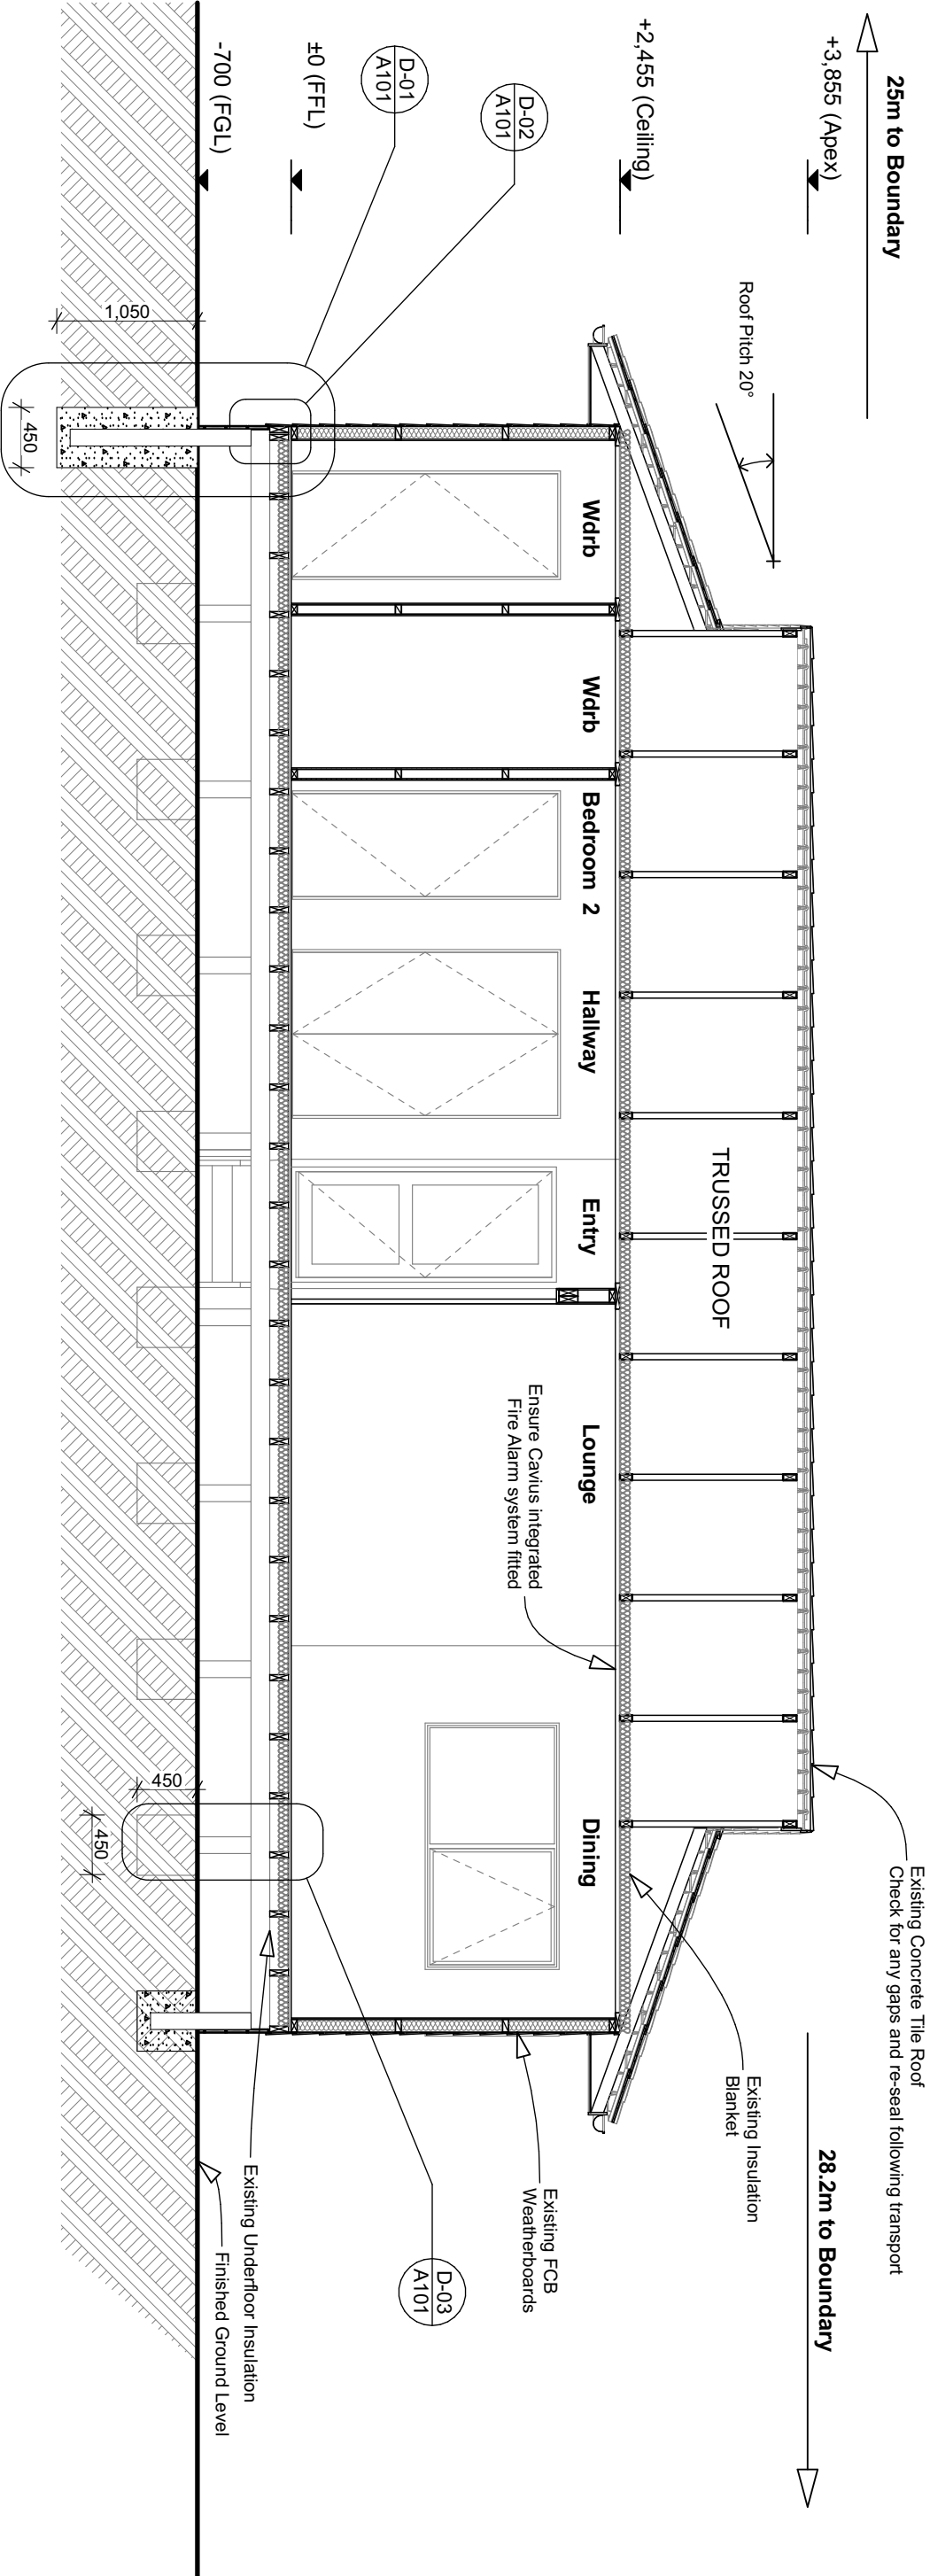 25m to Boundary
28.2m to Boundary
+3,855 (Apex)
+2,455 (Ceiling)
±0 (FFL)
-700 (FGL)
Roof Pitch 20°
D-02
A101
D-01
A101
1,050
450
Existing Concrete Tile Roof
Check for any gaps and re-seal following transport
TRUSSED ROOF
Existing Insulation
Blanket
Wdrb
Wdrb
Bedroom 2
Hallway
Entry
Lounge
Dining
Ensure Cavius integrated
Fire Alarm system fitted
Existing FCB
Weatherboards
D-03
A101
450
450
Existing Underfloor Insulation
Finished Ground Level